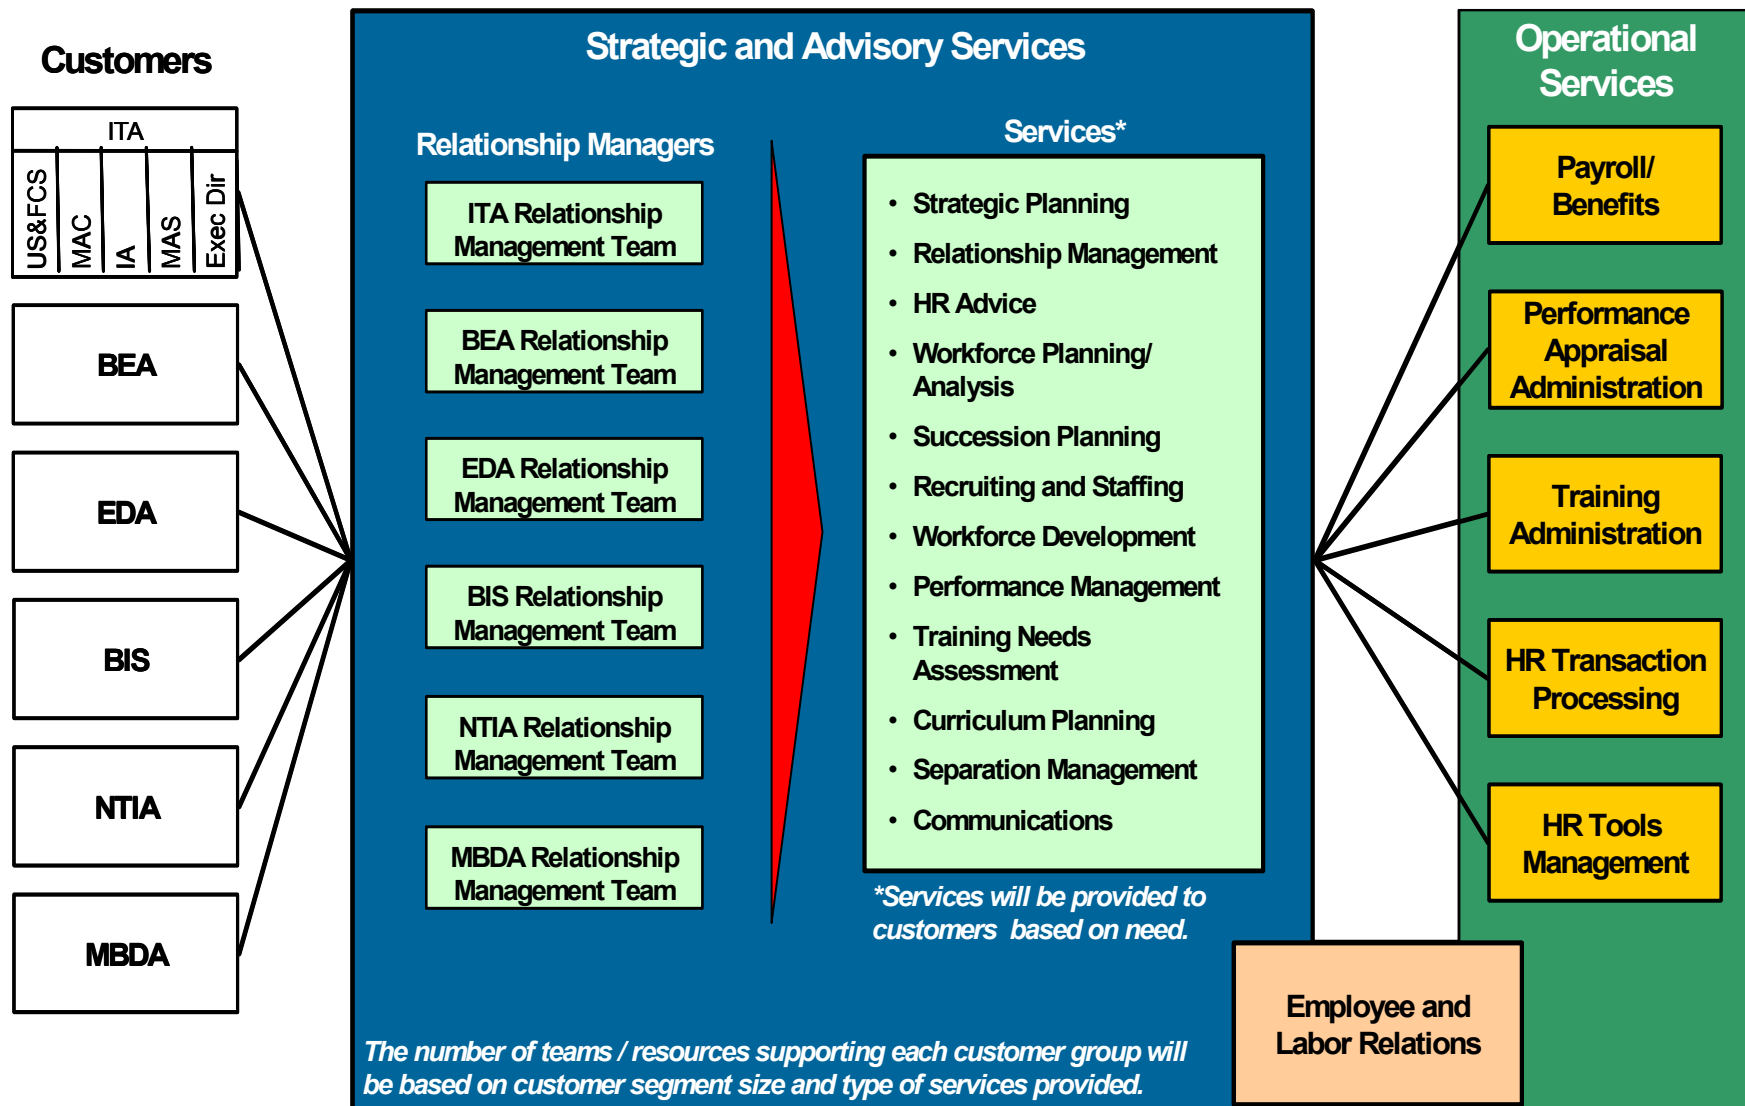 Customers
ITA
US&FCS
MAC
IA
MAS
Exec Dir
BEA
EDA
BIS
NTIA
MBDA
Strategic and Advisory Services
Relationship Managers
ITA Relationship
Management Team
BEA Relationship
Management Team
EDA Relationship
Management Team
BIS Relationship
Management Team
NTIA Relationship
Management Team
MBDA Relationship
Management Team
Services*
• Strategic Planning
• Relationship Management
• HR Advice
• Workforce Planning/
Analysis
• Succession Planning
• Recruiting and Staffing
• Workforce Development
• Performance Management
• Training Needs
Assessment
• Curriculum Planning
• Separation Management
• Communications
*Services will be provided to
customers  based on need.
The number of teams / resources supporting each customer group will
be based on customer segment size and type of services provided.
Operational
Services
Payroll/
Benefits
Performance
Appraisal
Administration
Training
Administration
HR Transaction
Processing
HR Tools
Management
Employee and
Labor Relations